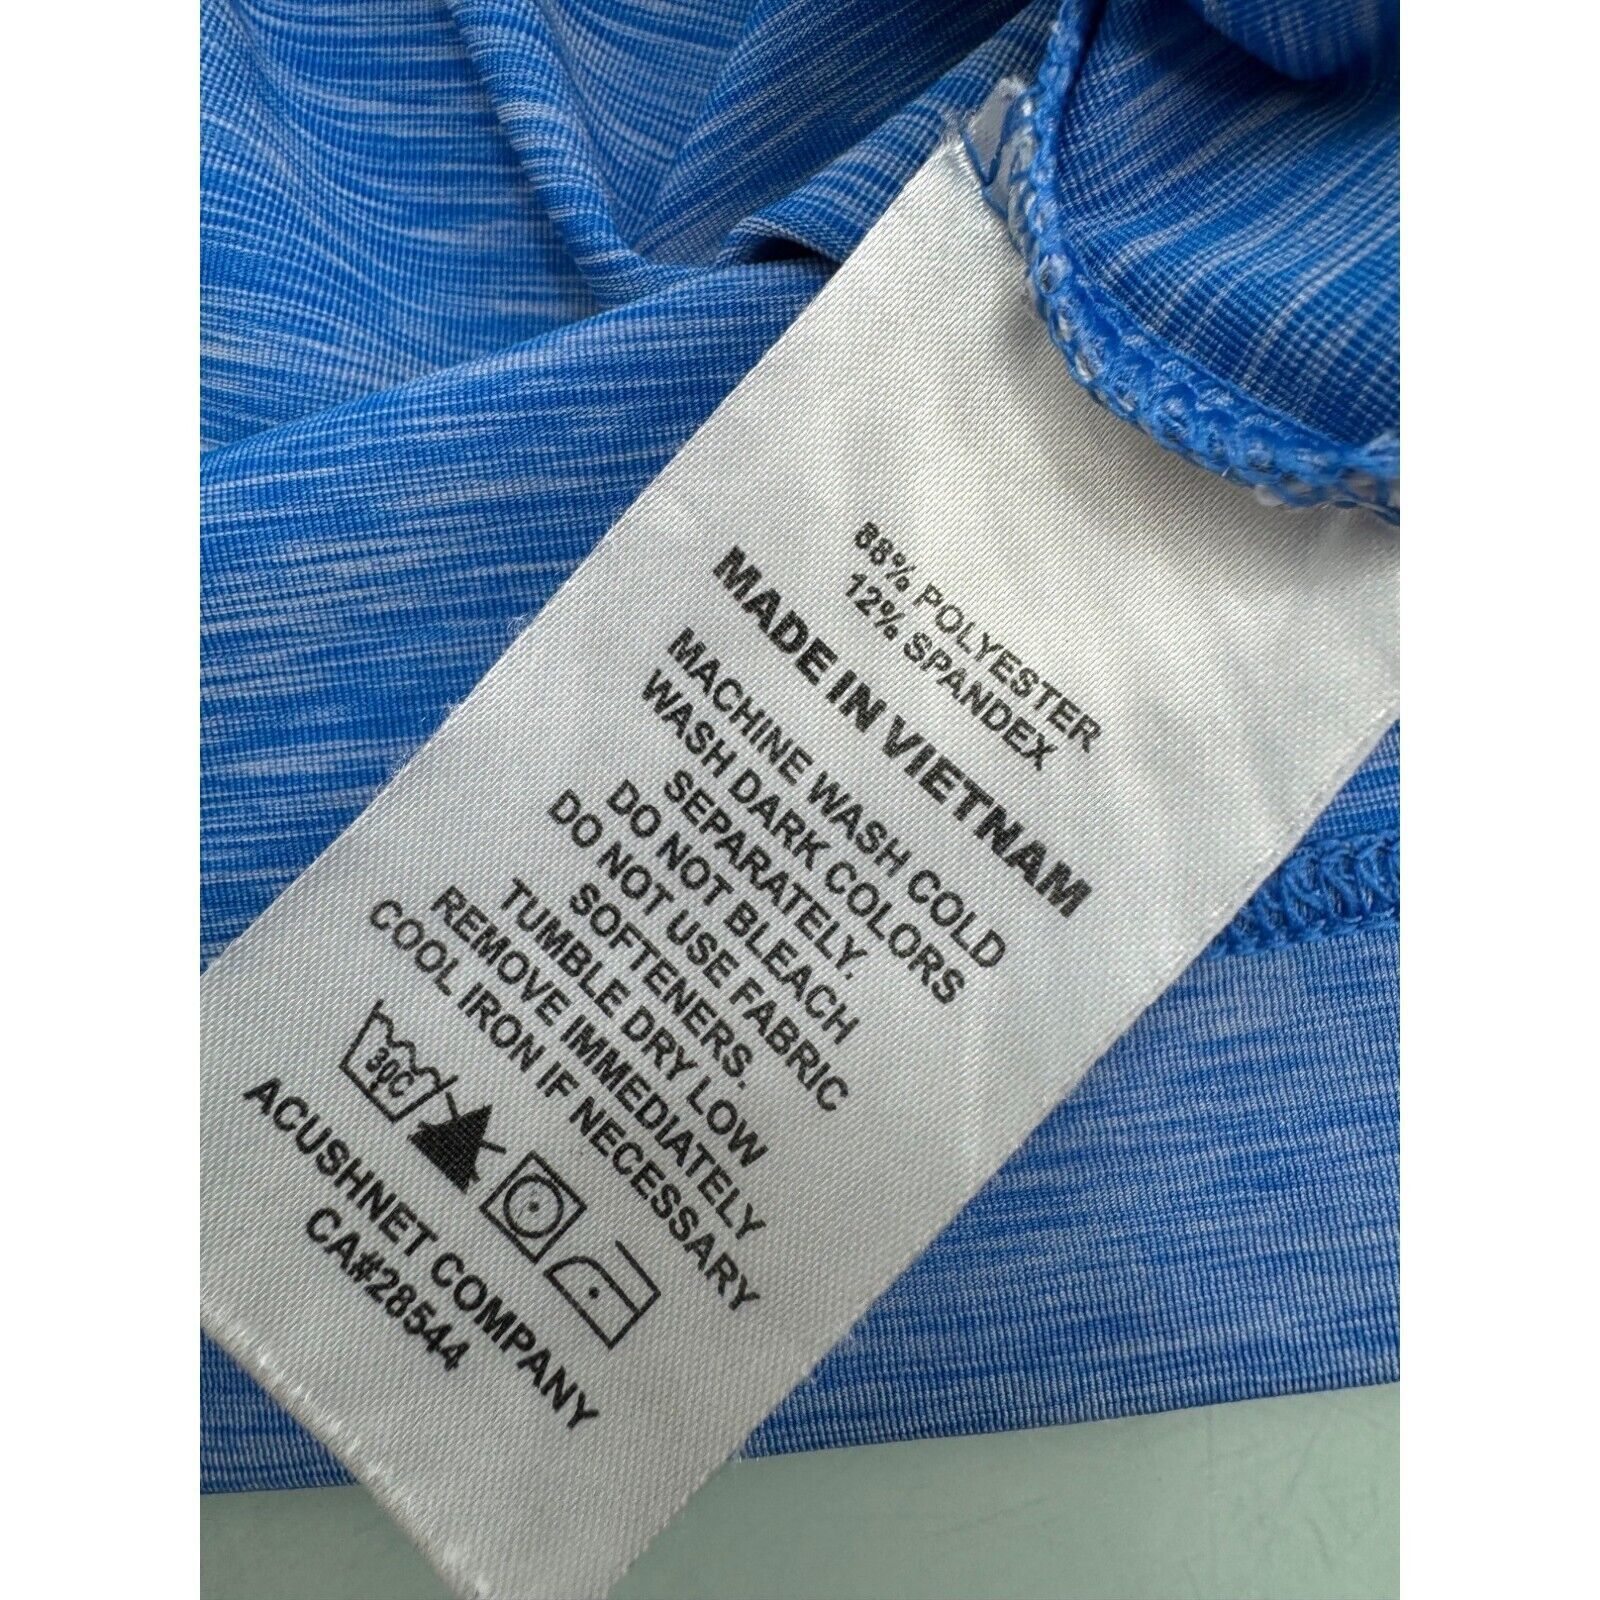 88% POLYESTER
12% SPANDEX
MADE IN VIETNAM
MACHINE WASH COLD
WASH DARK COLORS
SEPARATELY.
DO NOT BLEACH
DO NOT USE FABRIC
SOFTENERS.
TUMBLE DRY LOW
REMOVE IMMEDIATELY
COOL IRON IF NECESSARY
30C
ACUSHNET COMPANY
CA#28544